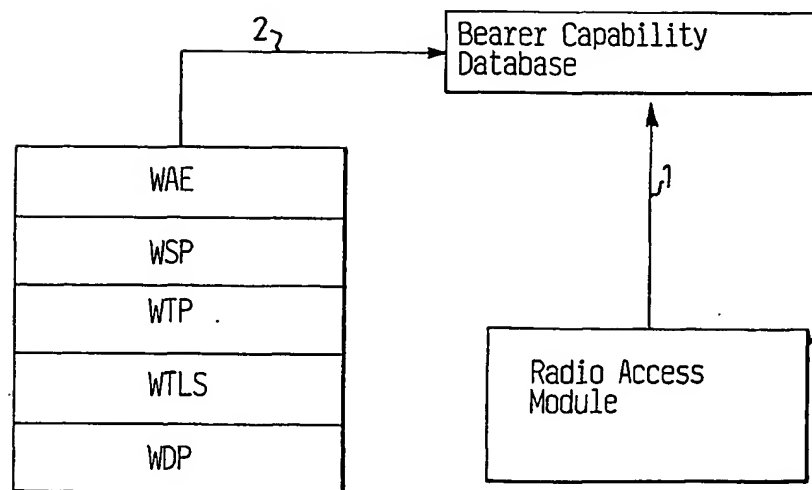 2
Bearer Capability
Database
WAE
WSP
WTP
WTLS
WDP
1
Radio Access
Module